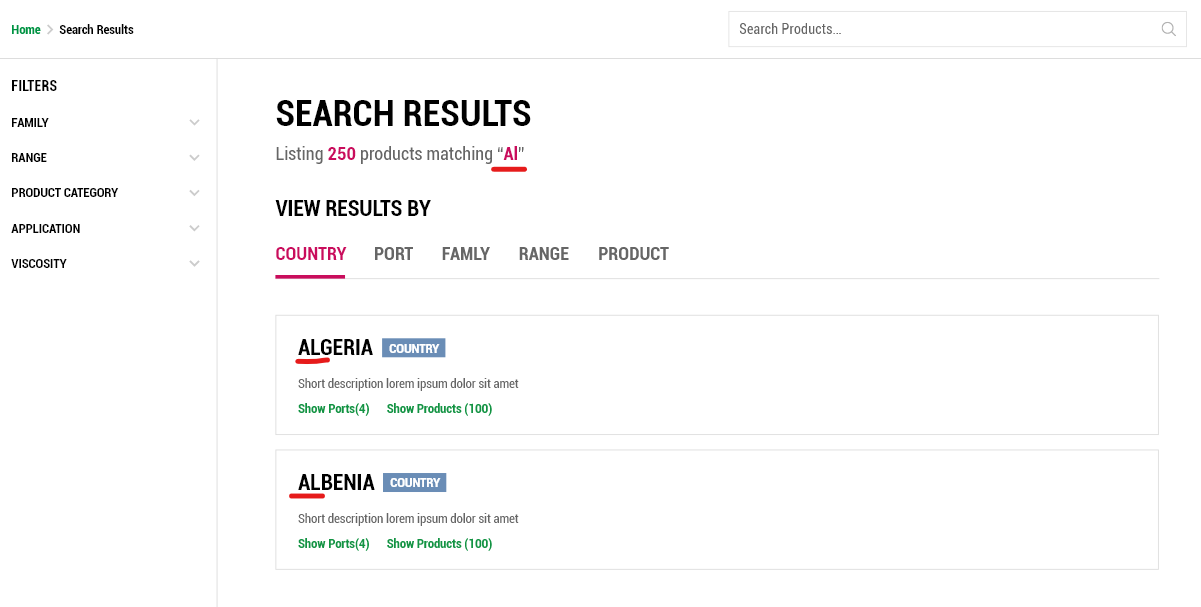 Home > Search Results
Search Products...
FILTERS
FAMILY
RANGE
PRODUCT CATEGORY
APPLICATION
VISCOSITY
SEARCH RESULTS
Listing 250 products matching “Al”
VIEW RESULTS BY
COUNTRY PORT FAMLY RANGE PRODUCT
ALGERIA COUNTRY
Short description lorem ipsum dolor sit amet
Show Ports(4) Show Products (100)
ALBENIA COUNTRY
Short description lorem ipsum dolor sit amet
Show Ports(4) Show Products (100)